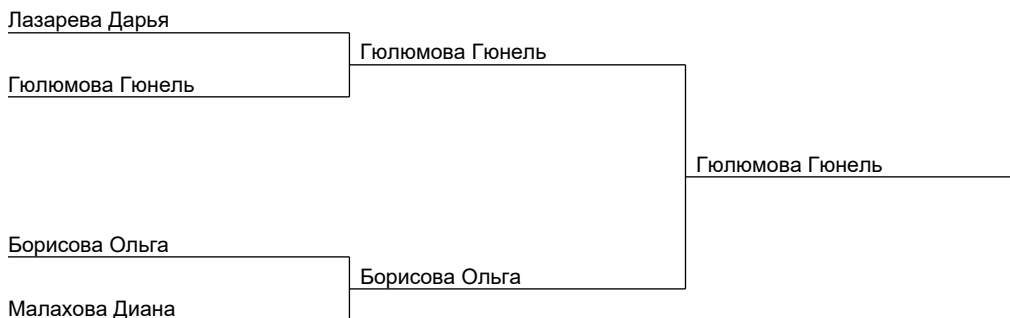 Лазарева Дарья
Гюлюмова Гюнель
Гюлюмова Гюнель
Гюлюмова Гюнель
Борисова Ольга
Борисова Ольга
Малахова Диана